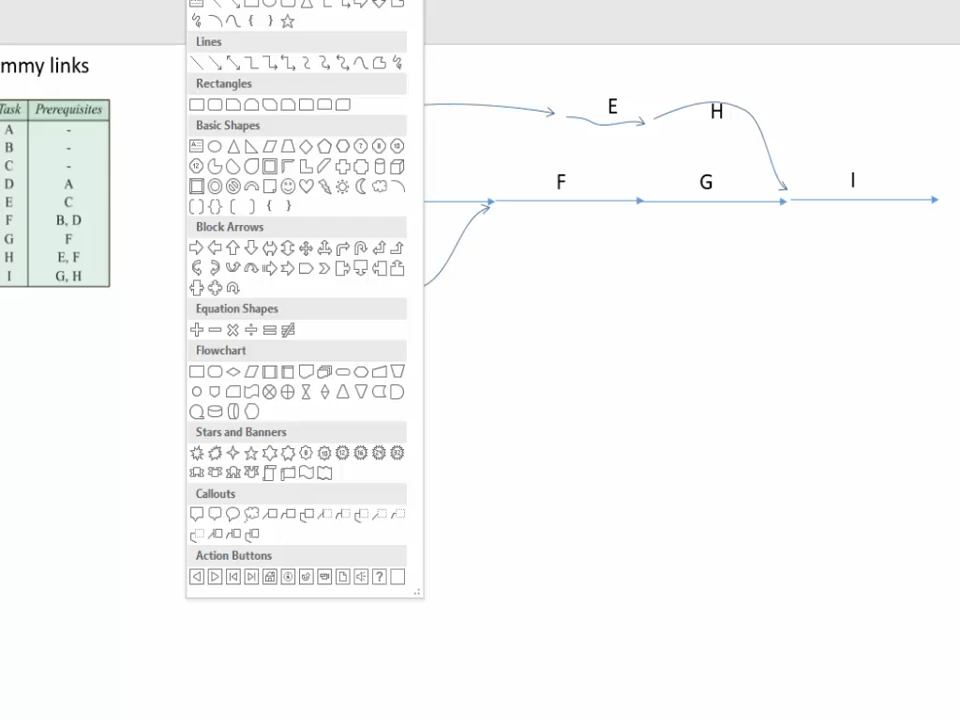 mmy links
Task Prerequisites
A -
B -
C -
D A
E C
F B, D
G F
H E, F
I G, H
Lines
Rectangles
Basic Shapes
Block Arrows
Equation Shapes
Flowchart
Stars and Banners
Callouts
Action Buttons
E
H
F
G
I